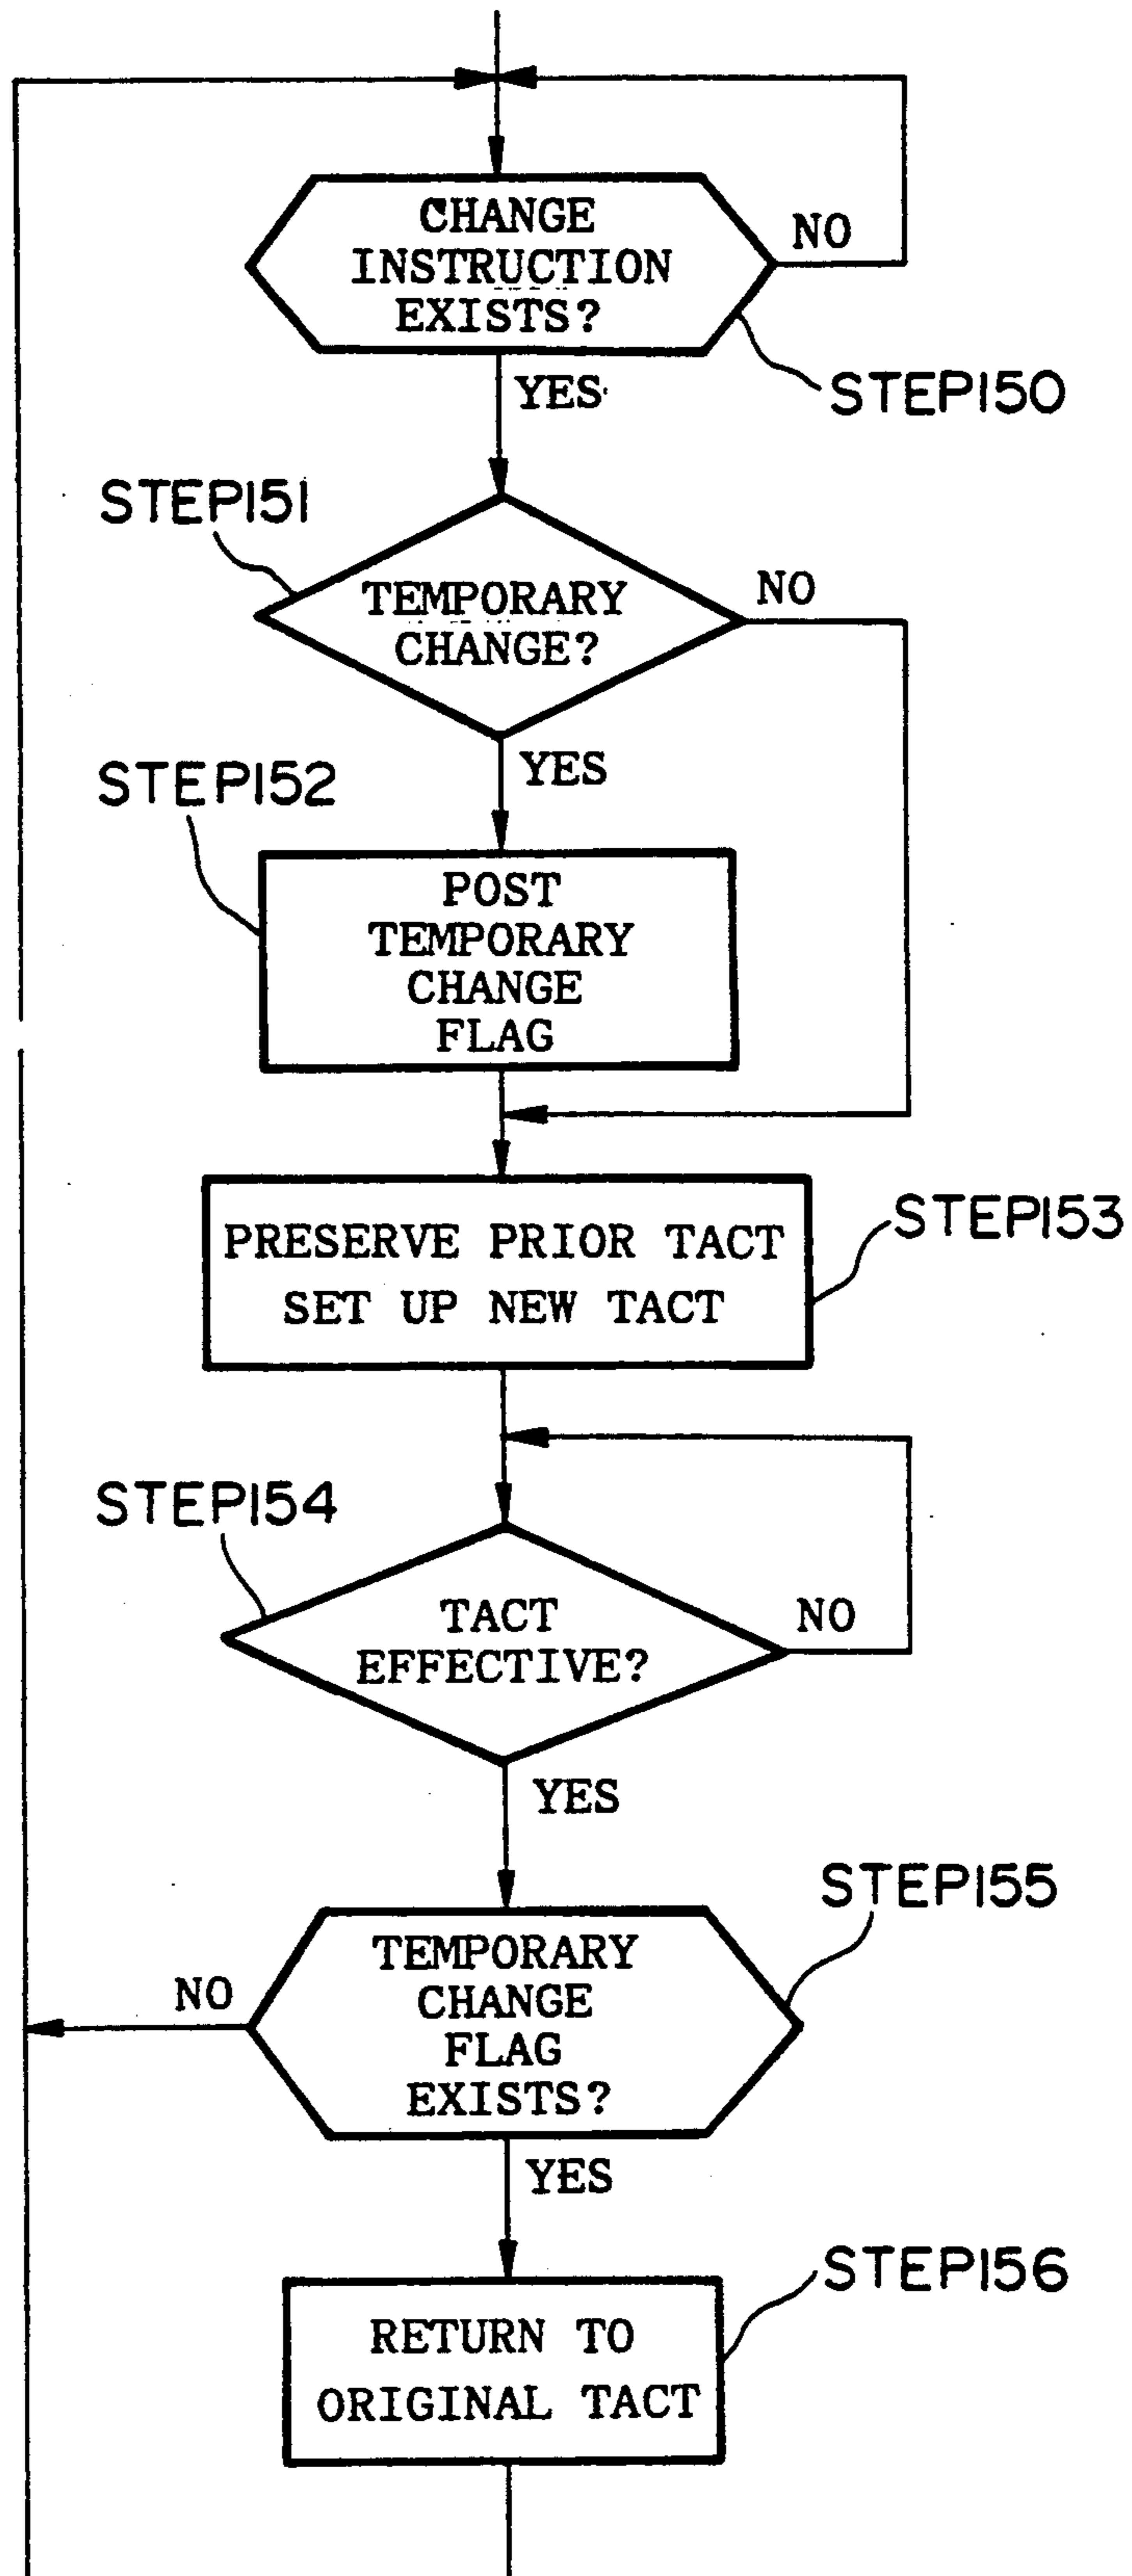 CHANGE
INSTRUCTION
EXISTS?
NO
YES
STEP150
STEP151
TEMPORARY
CHANGE?
NO
YES
STEP152
POST
TEMPORARY
CHANGE
FLAG
PRESERVE PRIOR TACT
SET UP NEW TACT
STEP153
STEP154
TACT
EFFECTIVE?
NO
YES
STEP155
TEMPORARY
CHANGE
FLAG
EXISTS?
NO
YES
STEP156
RETURN TO
ORIGINAL TACT